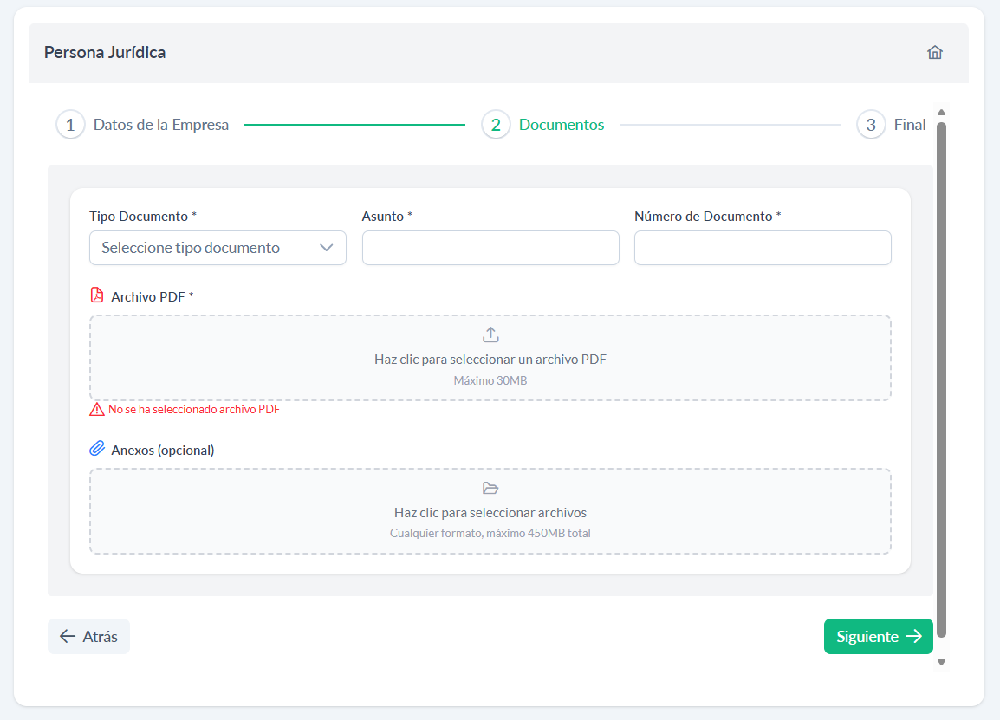 Persona Jurídica
1 Datos de la Empresa 2 Documentos 3 Final
Tipo Documento * Asunto * Número de Documento *
Seleccione tipo documento
Archivo PDF *
Haz clic para seleccionar un archivo PDF
Máximo 30MB
No se ha seleccionado archivo PDF
Anexos (opcional)
Haz clic para seleccionar archivos
Cualquier formato, máximo 450MB total
Atrás Siguiente